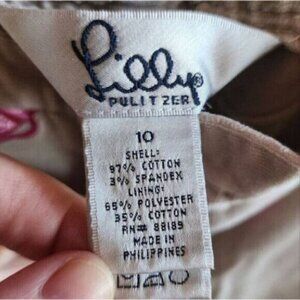 Lilly®
PULITZER
10
SHELL:
97% COTTON
3% SPANDEX
LINING:
65% POLYESTER
35% COTTON
RN# 88189
MADE IN
PHILIPPINES